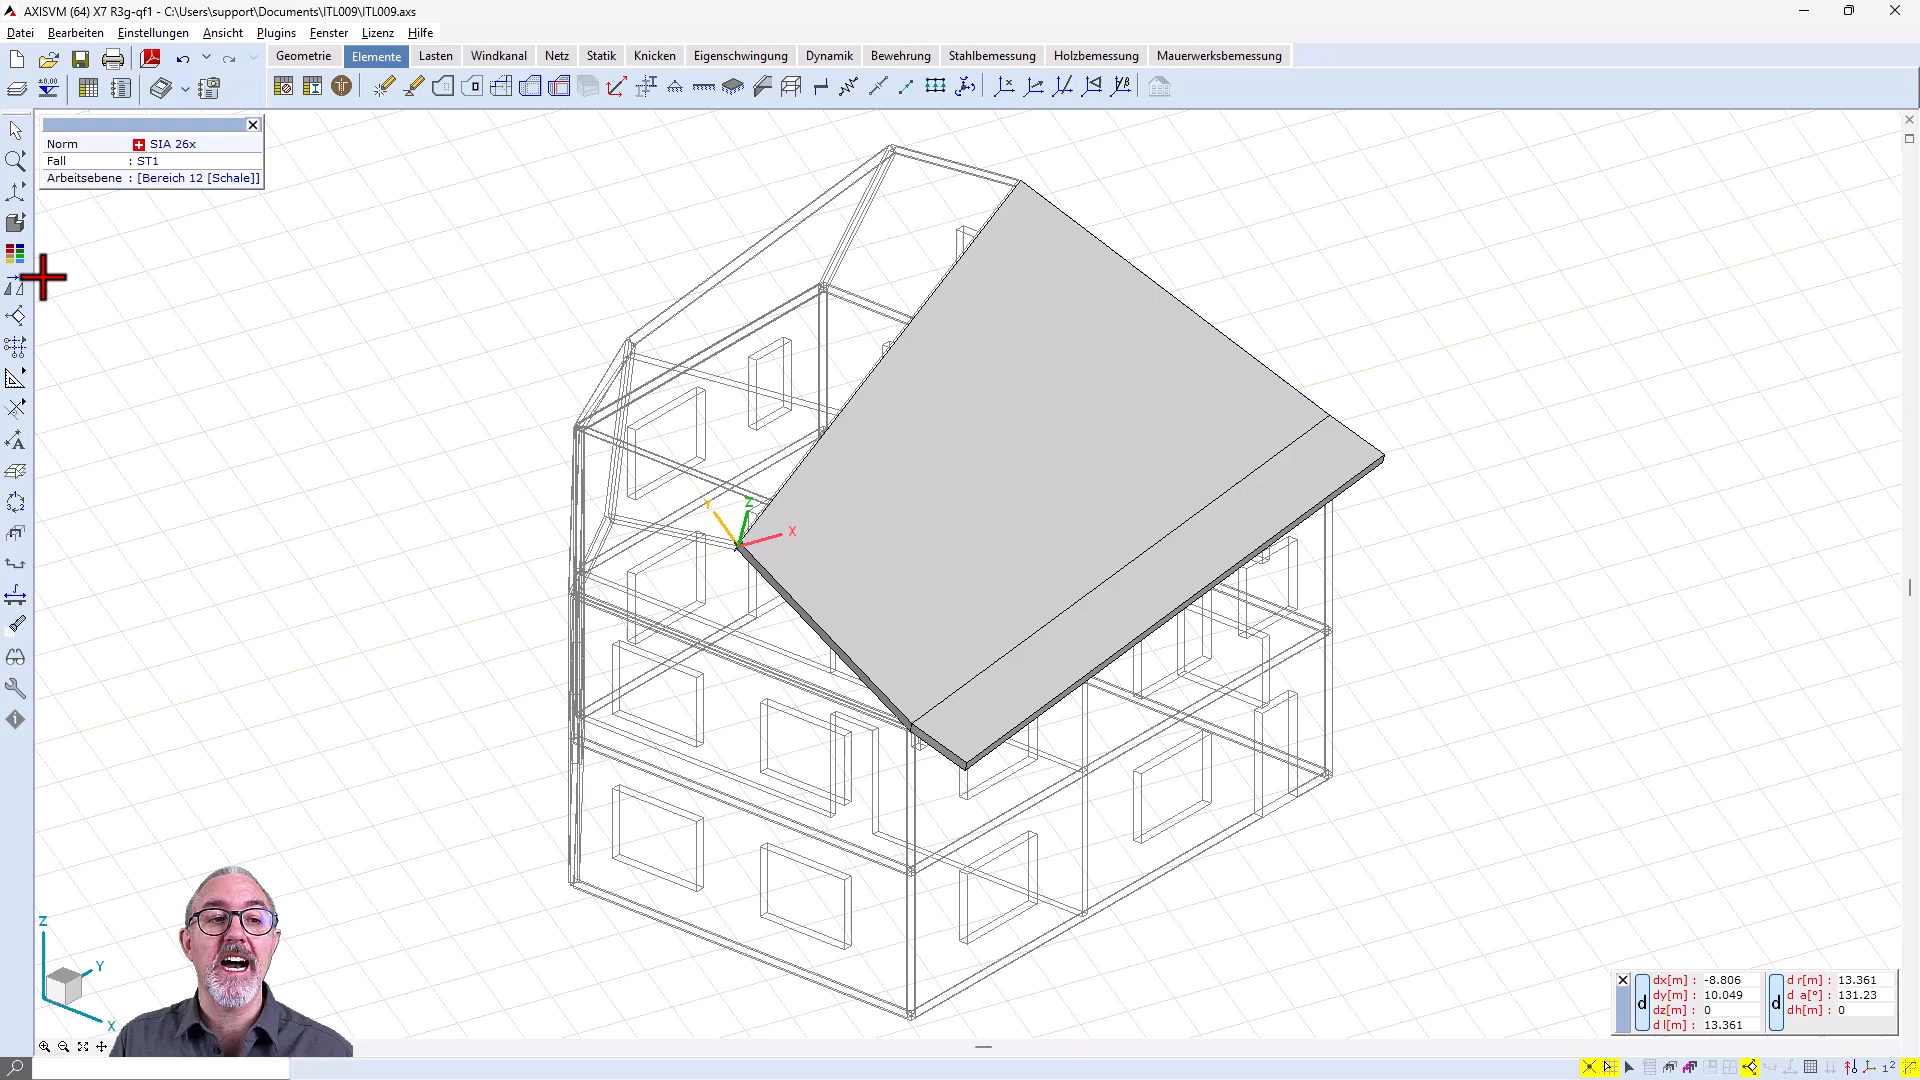 AXISVM (64) X7 R3g-qf1 - C:\Users\support\Documents\ITL009\ITL009.axs
Datei Bearbeiten Einstellungen Ansicht Plugins Fenster Lizenz Hilfe
Geometrie Elemente Lasten Windkanal Netz Statik Knicken Eigenschwingung Dynamik Bewehrung Stahlbemessung Holzbemessung Mauerwerksbemessung
Norm SIA 26x
Fall : ST1
Arbeitsebene : [Bereich 12 [Schale]]
Y Z X
Z
Y
X
dx[m] : -8.806
dy[m] : 10.049
dz[m] : 0
d l[m] : 13.361
d r[m] : 13.361
d a[°] : 131.23
dh[m] : 0
d d